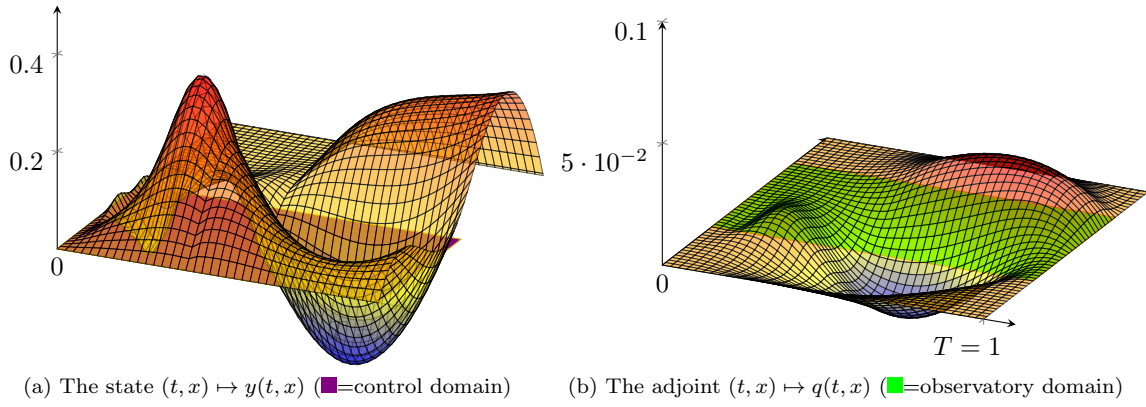 0.4
0.2
0
0.1
5 · 10⁻²
0
T = 1
(a) The state (t, x) ↦ y(t, x) (■=control domain)
(b) The adjoint (t, x) ↦ q(t, x) (■=observatory domain)